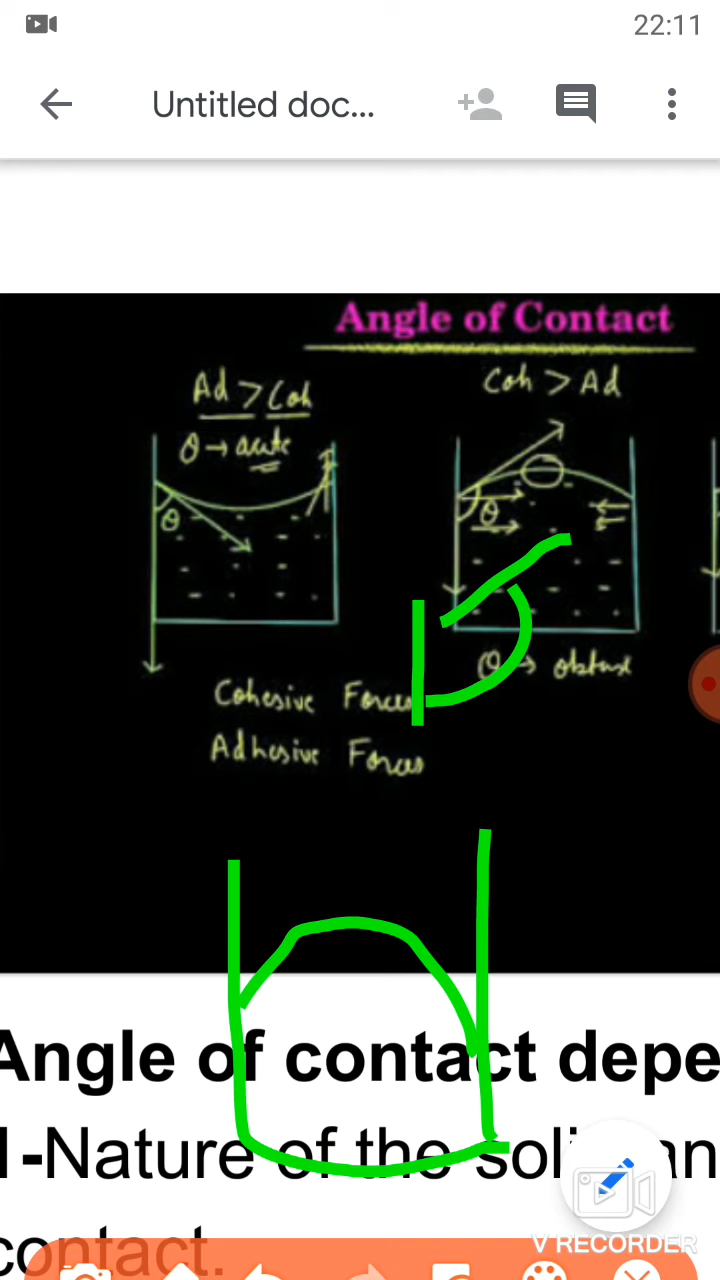 22:11
Untitled doc...
Angle of Contact
Ad > Coh
θ → acute
Coh > Ad
θ
θ
θ → obtuse
Cohesive Forces
Adhesive Forces
Angle of contact depe
1-Nature of the soli an
contact.
V RECORDER